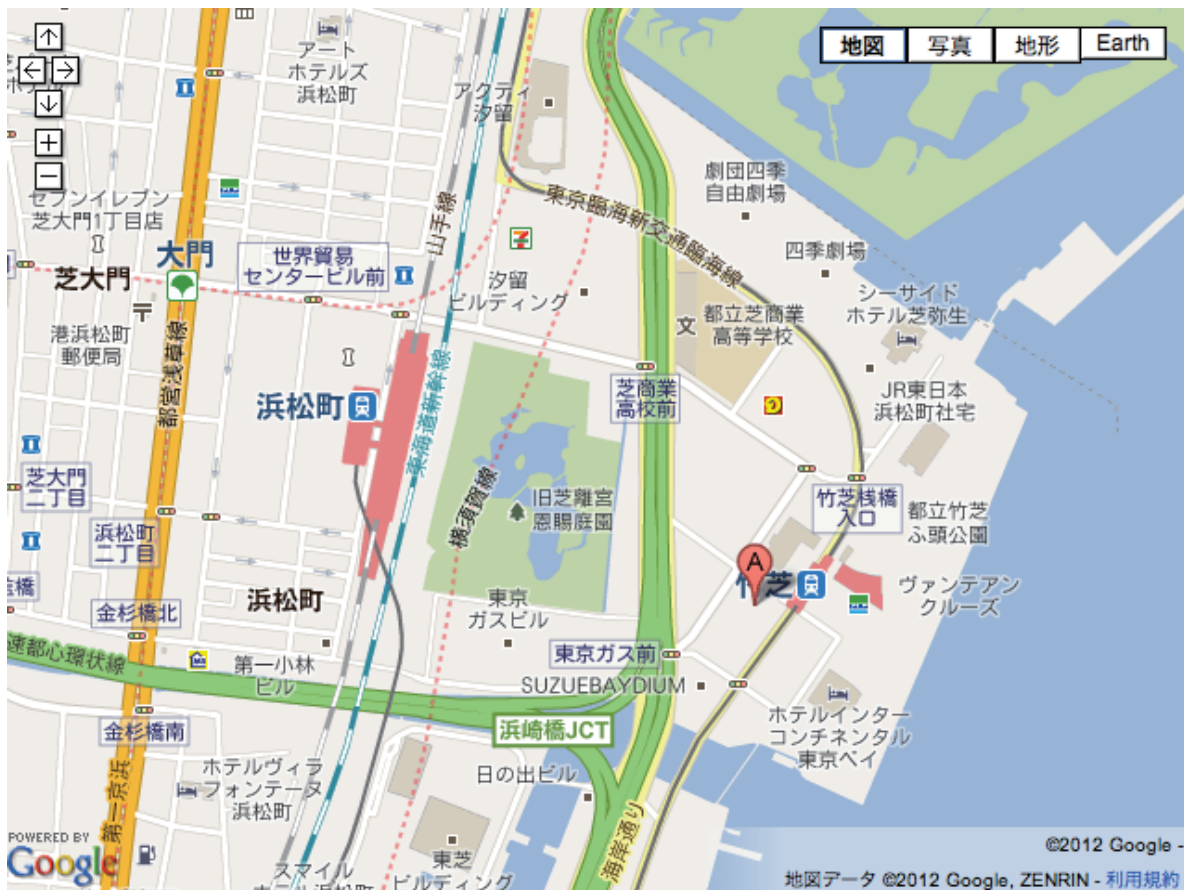 地図
写真
地形
Earth
アート
ホテルズ
浜松町
アクティ
汐留
劇団四季
自由劇場
東京臨海新交通臨海線
セブンイレブン
芝大門1丁目店
山手線
大門
世界貿易
センタービル前
四季劇場
芝大門
汐留
ビルディング
シーサイド
ホテル芝弥生
港浜松町
郵便局
文
都立芝商業
高等学校
都営浅草線
東海道新幹線
浜松町
芝商業
高校前
JR東日本
浜松町社宅
芝大門
二丁目
横須賀線
旧芝離宮
恩賜庭園
竹芝桟橋
入口
都立竹芝
ふ頭公園
浜松町
二丁目
A
竹芝
ヴァンテアン
クルーズ
金杉橋北
浜松町
東京
ガスビル
速都心環状線
第一小林
ビル
東京ガス前
SUZUEBAYDIUM
金杉橋南
浜崎橋JCT
ホテルインター
コンチネンタル
東京ベイ
ホテルヴィラ
フォンテーヌ
浜松町
日の出ビル
第一京浜
海岸通り
POWERED BY
Google
スマイル
ホテル浜松町
東芝
ビルディング
©2012 Google -
地図データ ©2012 Google, ZENRIN - 利用規約